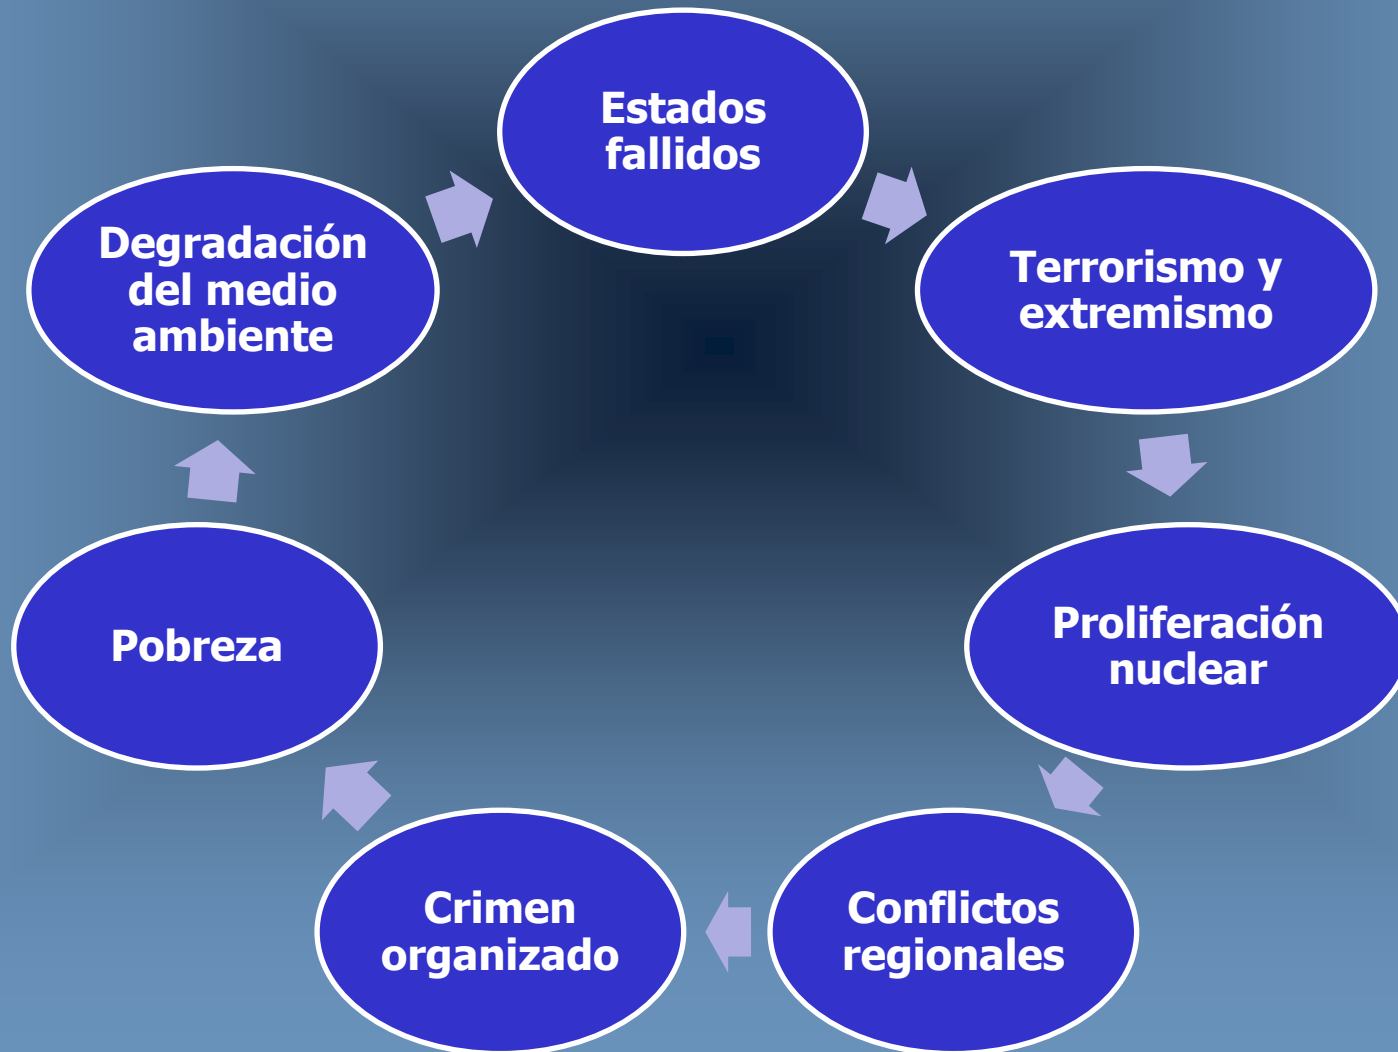 Estados
fallidos
Terrorismo y
extremismo
Proliferación
nuclear
Conflictos
regionales
Crimen
organizado
Pobreza
Degradación
del medio
ambiente